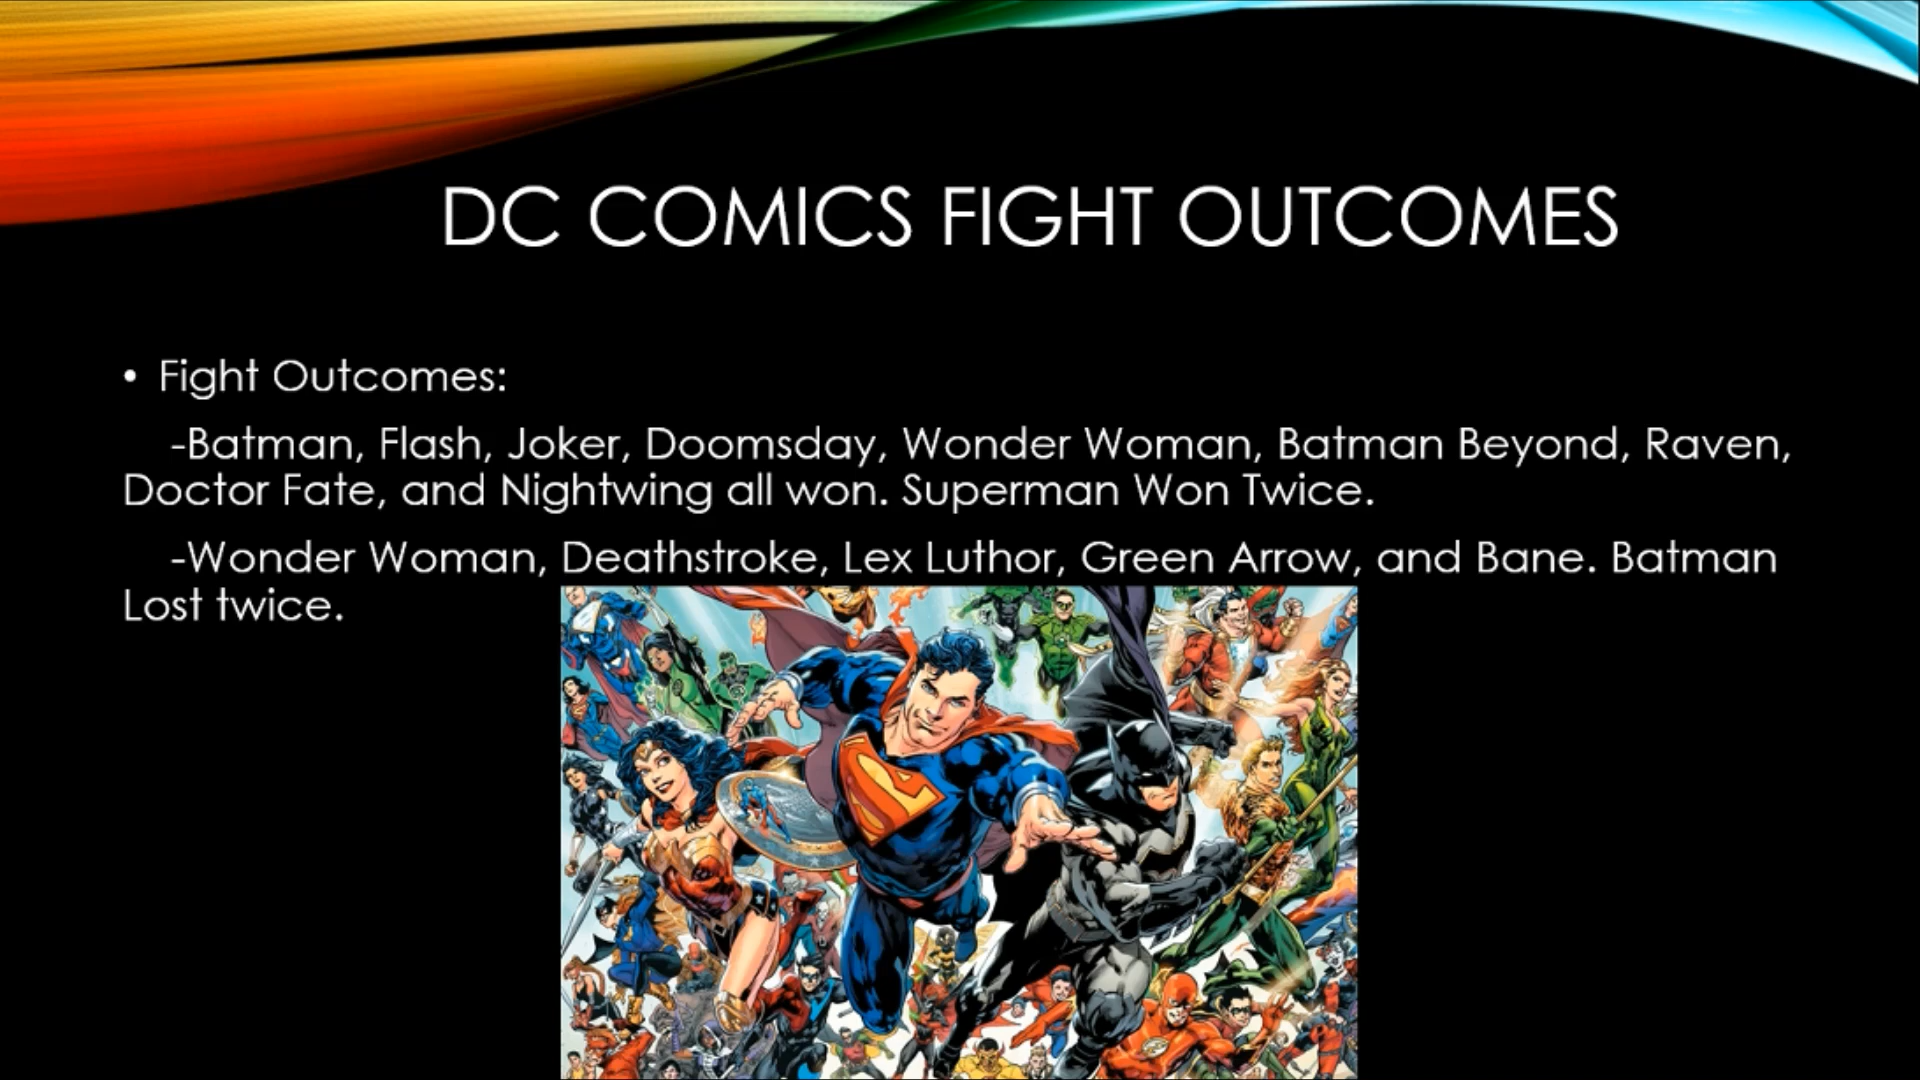 DC COMICS FIGHT OUTCOMES
• Fight Outcomes:
-Batman, Flash, Joker, Doomsday, Wonder Woman, Batman Beyond, Raven,
Doctor Fate, and Nightwing all won. Superman Won Twice.
-Wonder Woman, Deathstroke, Lex Luthor, Green Arrow, and Bane. Batman
Lost twice.